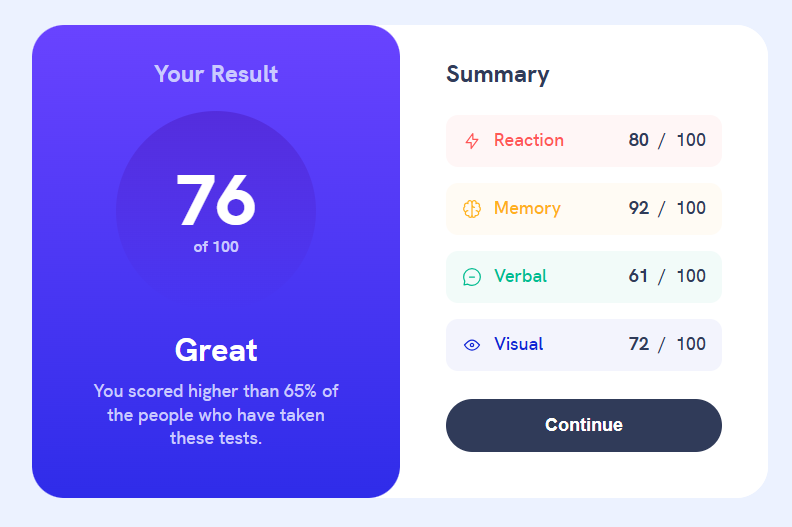 Your Result
76
of 100
Great
You scored higher than 65% of
the people who have taken
these tests.
Summary
Reaction 80 / 100
Memory 92 / 100
Verbal 61 / 100
Visual 72 / 100
Continue